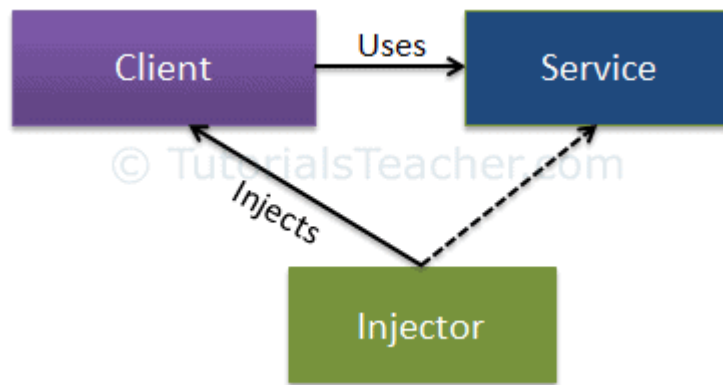 Client
Uses
Service
© TutorialsTeacher.com
Injects
Injector